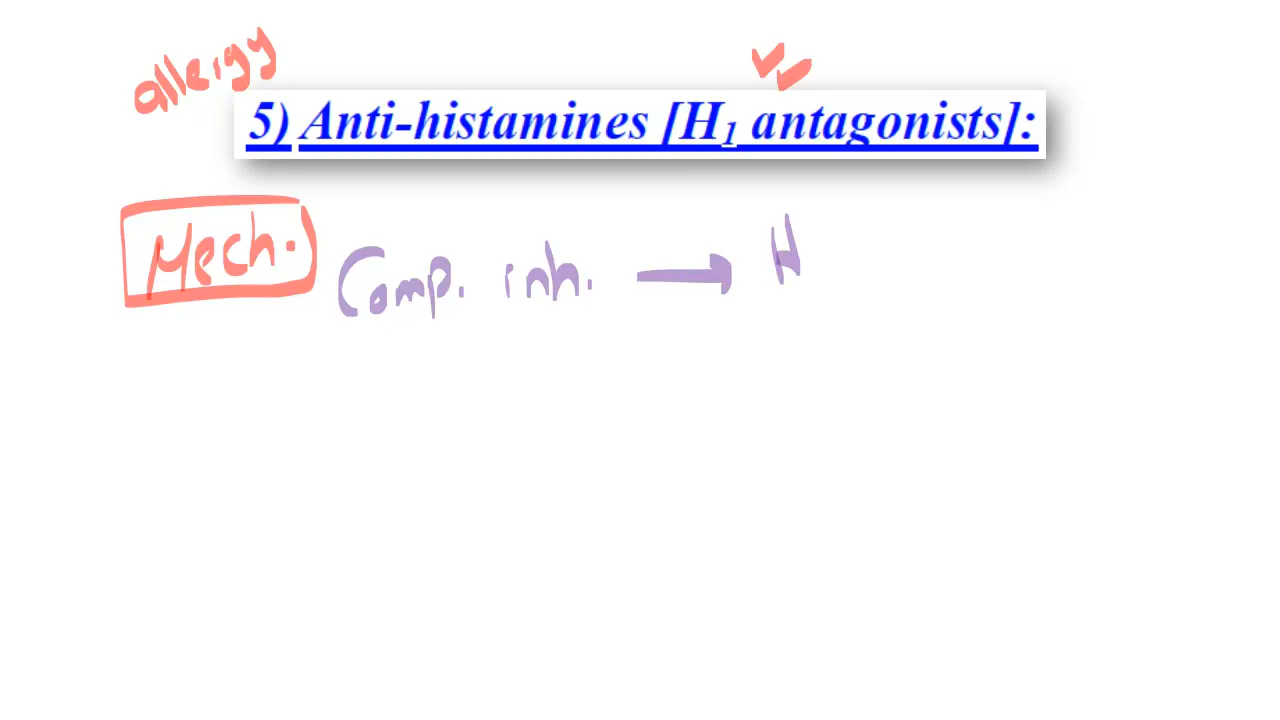 allergy
5) Anti-histamines [H₁ antagonists]:
Mech. Comp. inh. → H